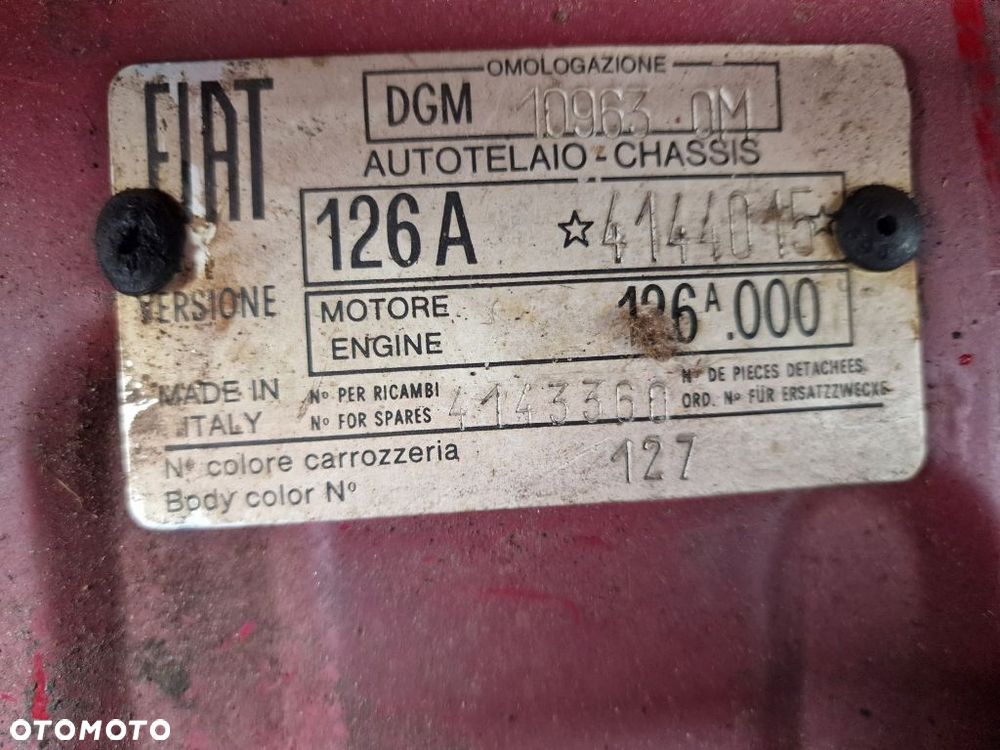 FIAT
OMOLOGAZIONE
DGM 10963 OM
AUTOTELAIO - CHASSIS
126 A ☆4144015☆
VERSIONE
MOTORE
ENGINE
126 A .000
MADE IN
ITALY
No PER RICAMBI
No FOR SPARES
4143360
No DE PIECES DETACHEES
ORD. No FÜR ERSATZZWECKE
No colore carrozzeria
Body color No
127
OTOMOTO